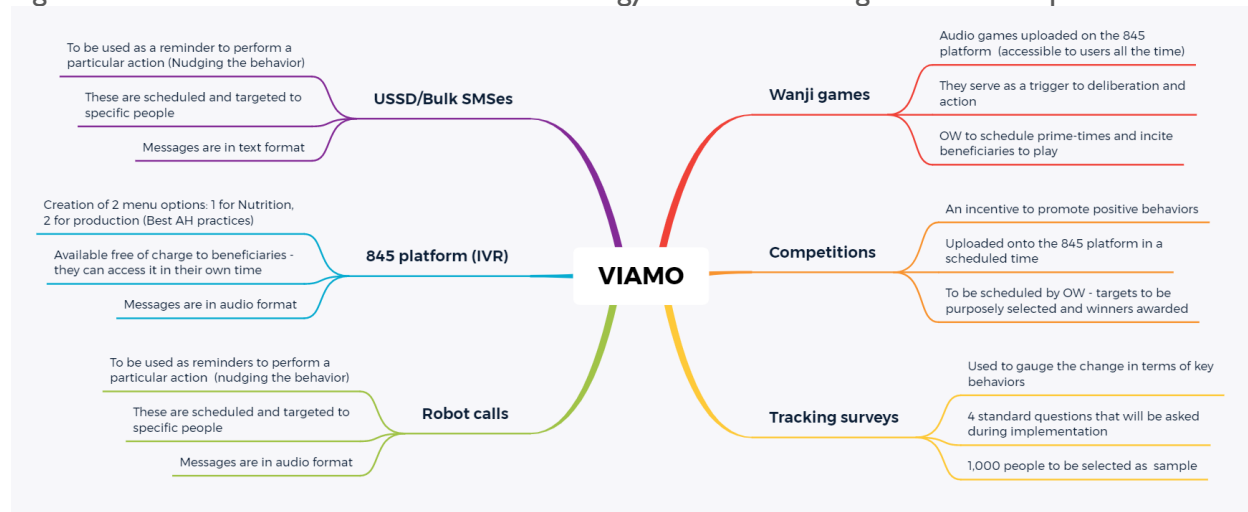 To be used as a reminder to perform a
particular action (Nudging the behavior)
These are scheduled and targeted to
specific people
Messages are in text format
USSD/Bulk SMSes
Creation of 2 menu options: 1 for Nutrition,
2 for production (Best AH practices)
Available free of charge to beneficiaries -
they can access it in their own time
Messages are in audio format
845 platform (IVR)
To be used as reminders to perform a
particular action (nudging the behavior)
These are scheduled and targeted to
specific people
Messages are in audio format
Robot calls
VIAMO
Wanji games
Audio games uploaded on the 845
platform (accessible to users all the time)
They serve as a trigger to deliberation and
action
OW to schedule prime-times and incite
beneficiaries to play
Competitions
An incentive to promote positive behaviors
Uploaded onto the 845 platform in a
scheduled time
To be scheduled by OW - targets to be
purposely selected and winners awarded
Tracking surveys
Used to gauge the change in terms of key
behaviors
4 standard questions that will be asked
during implementation
1,000 people to be selected as sample